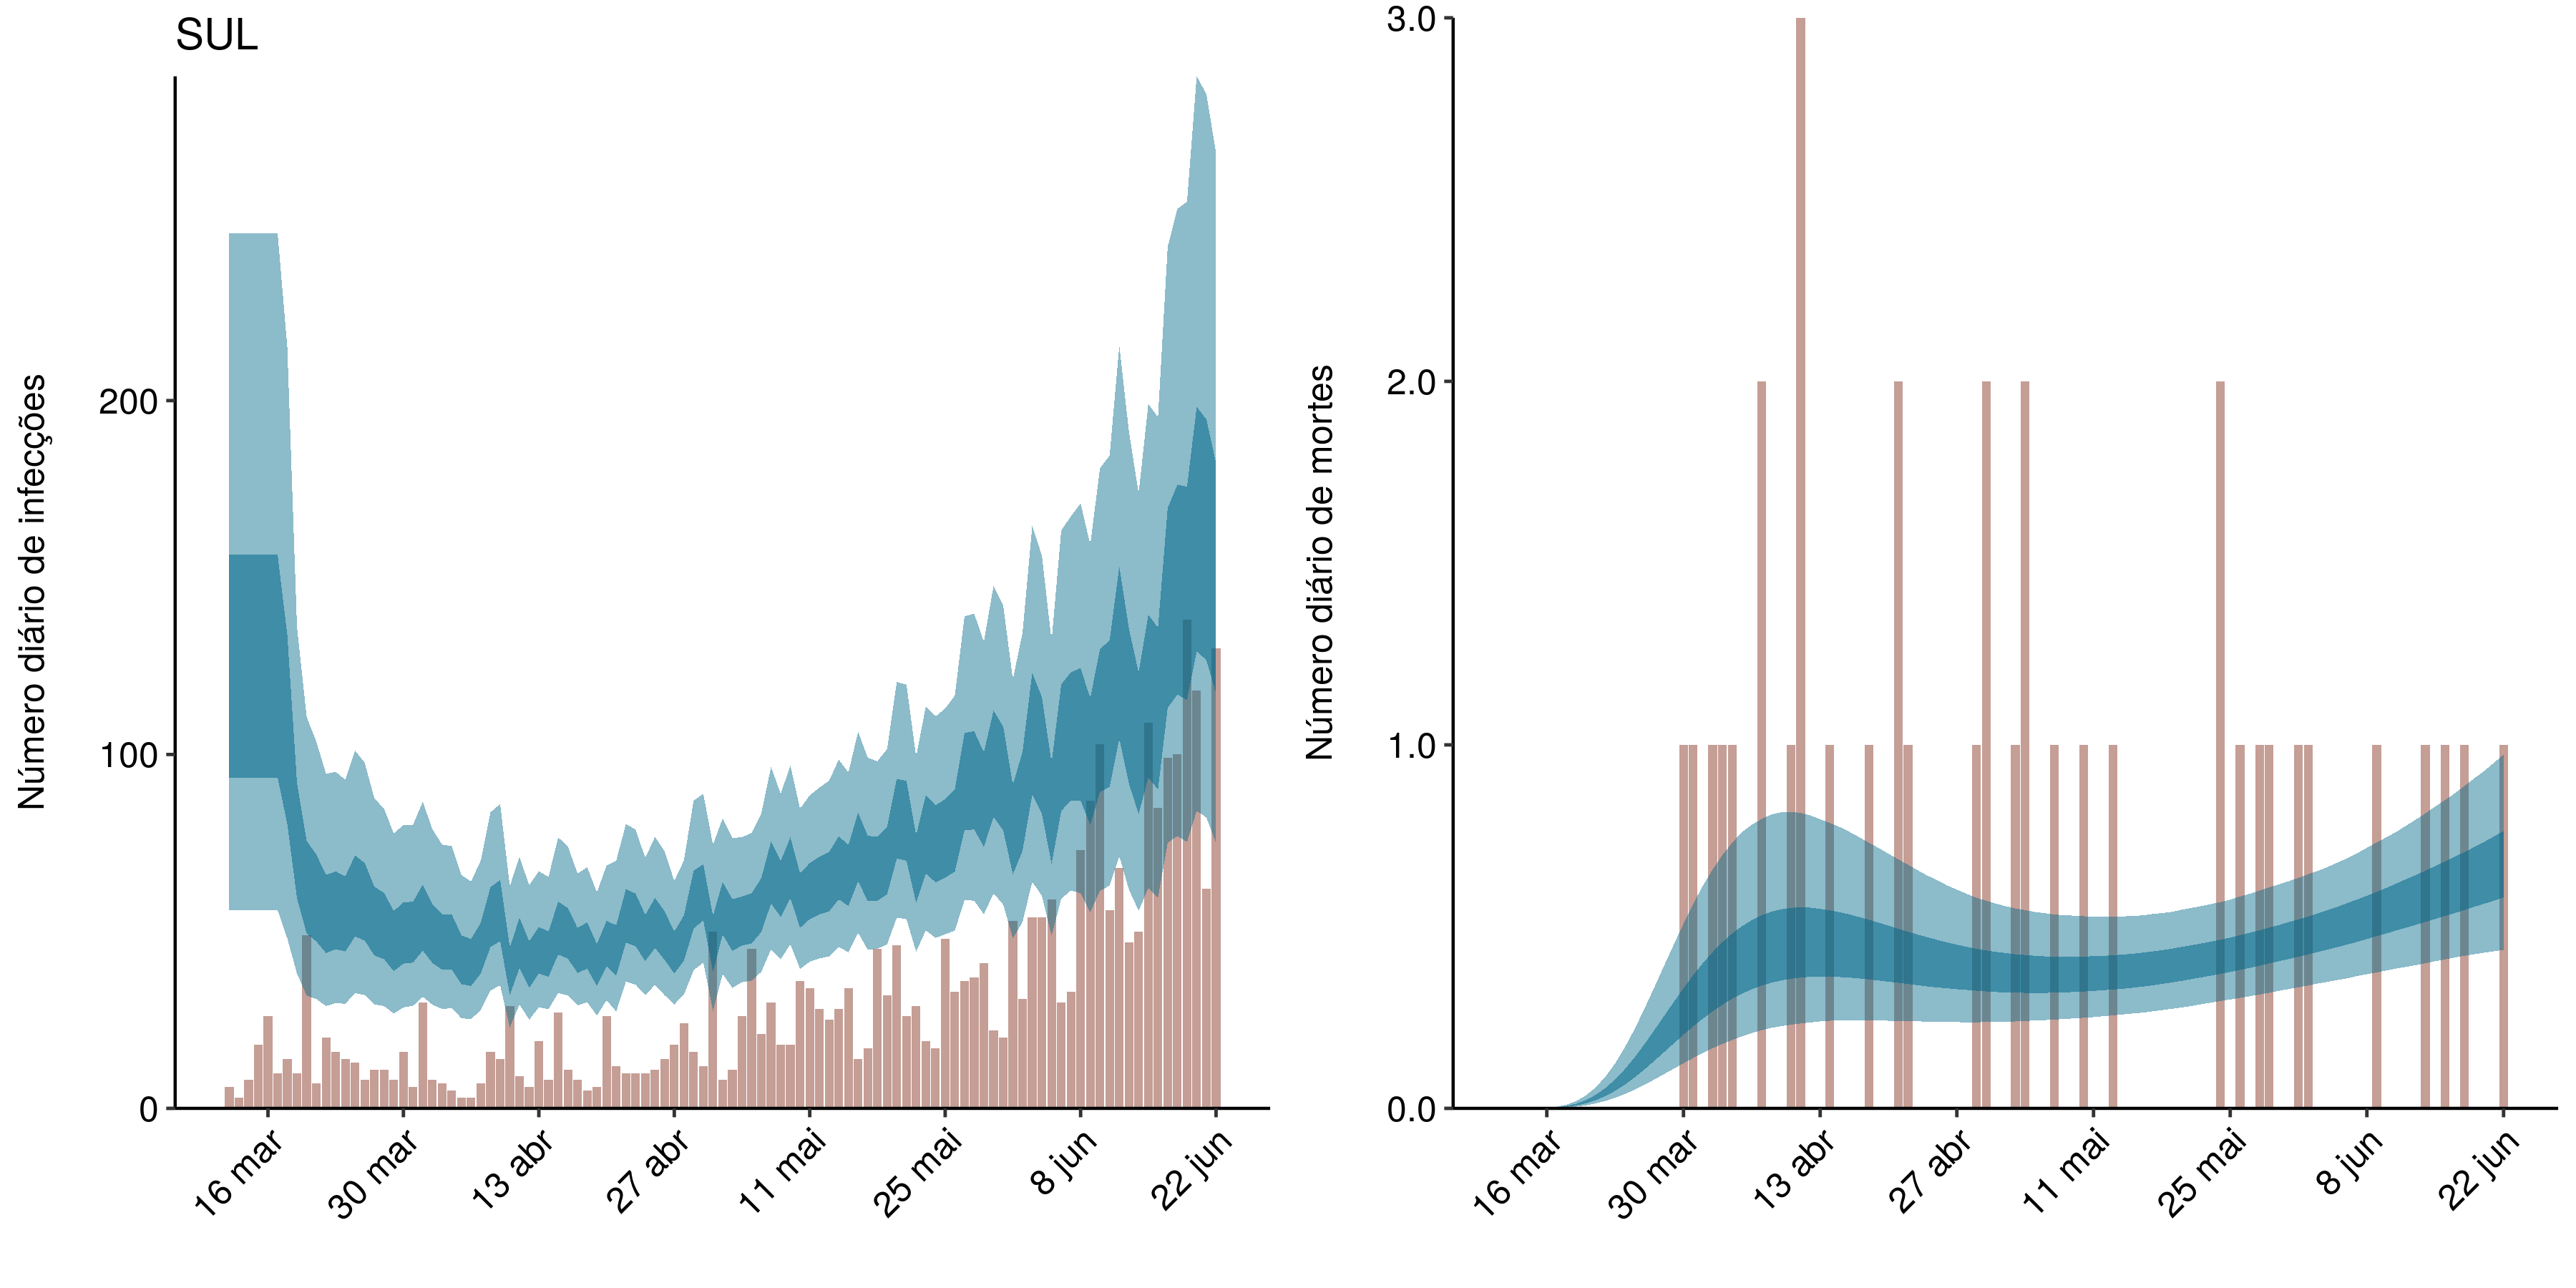 SUL
Número diário de infecções
200
100
0
16 mar
30 mar
13 abr
27 abr
11 mai
25 mai
8 jun
22 jun
Número diário de mortes
3.0
2.0
1.0
0.0
16 mar
30 mar
13 abr
27 abr
11 mai
25 mai
8 jun
22 jun